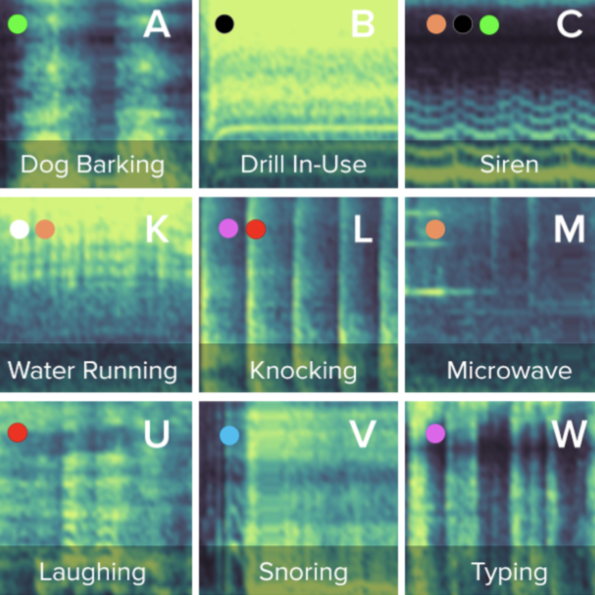 A
B
C
Dog Barking
Drill In-Use
Siren
K
L
M
Water Running
Knocking
Microwave
U
V
W
Laughing
Snoring
Typing